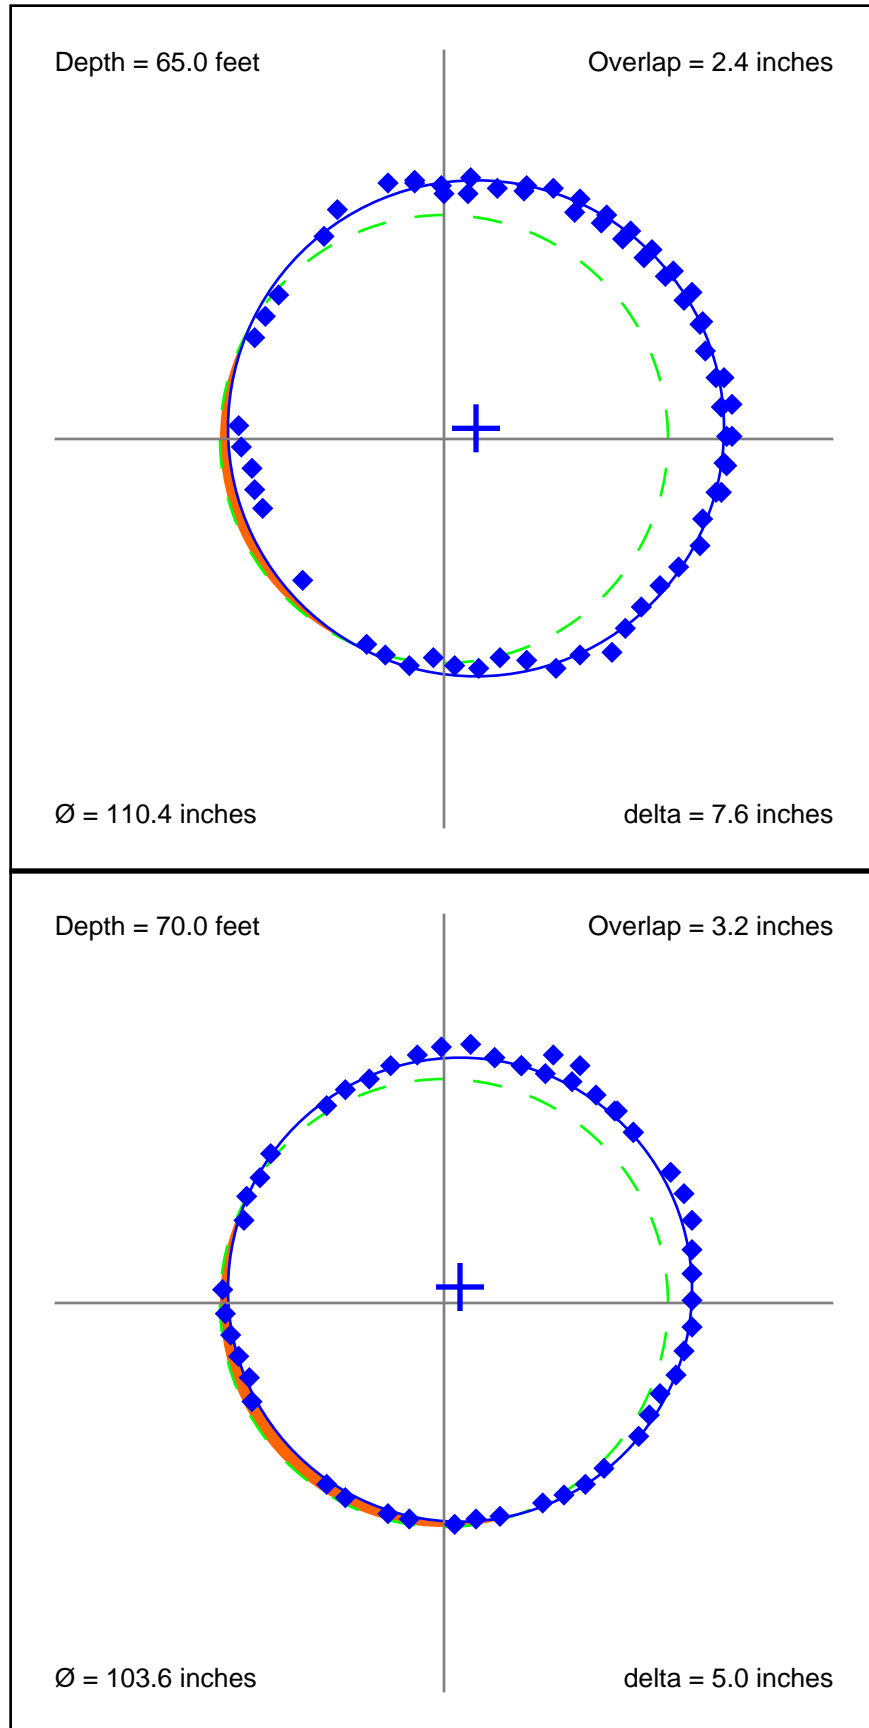 Depth = 65.0 feet
Overlap = 2.4 inches
Ø = 110.4 inches
delta = 7.6 inches
Depth = 70.0 feet
Overlap = 3.2 inches
Ø = 103.6 inches
delta = 5.0 inches